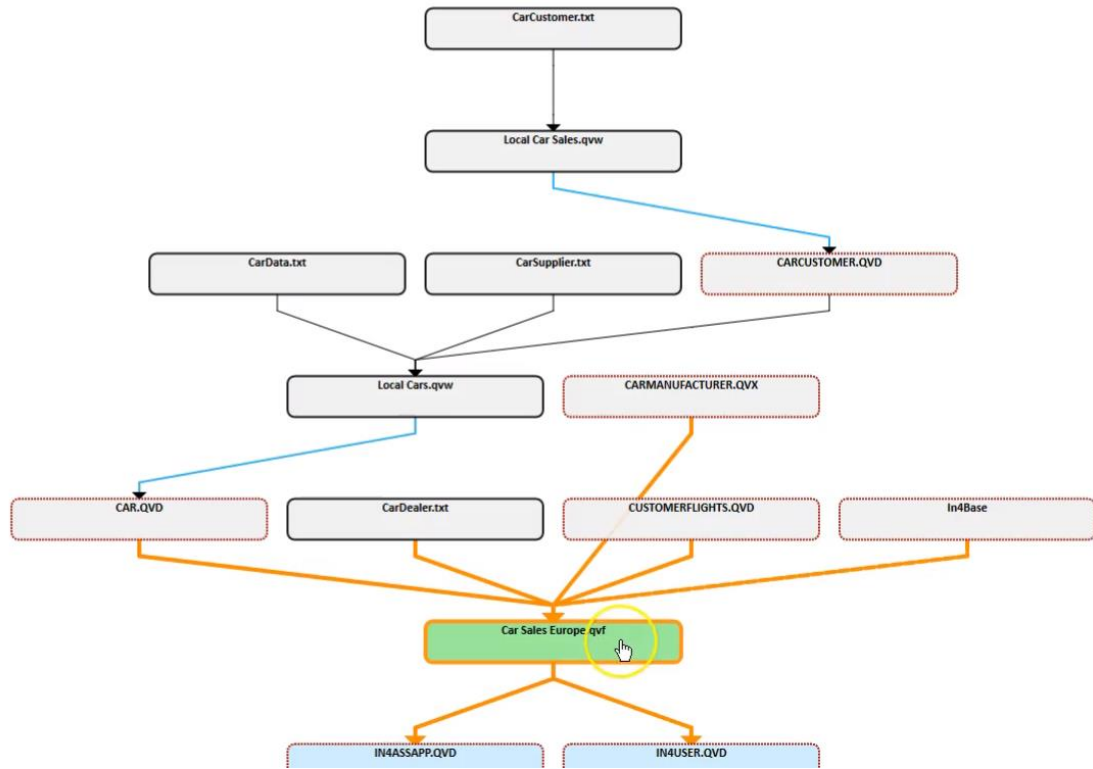 CarCustomer.txt
Local Car Sales.qvw
CarData.txt
CarSupplier.txt
CARCUSTOMER.QVD
Local Cars.qvw
CARMANUFACTURER.QVX
CAR.QVD
CarDealer.txt
CUSTOMERFLIGHTS.QVD
In4Base
Car Sales Europe.qvf
IN4ASSAPP.QVD
IN4USER.QVD